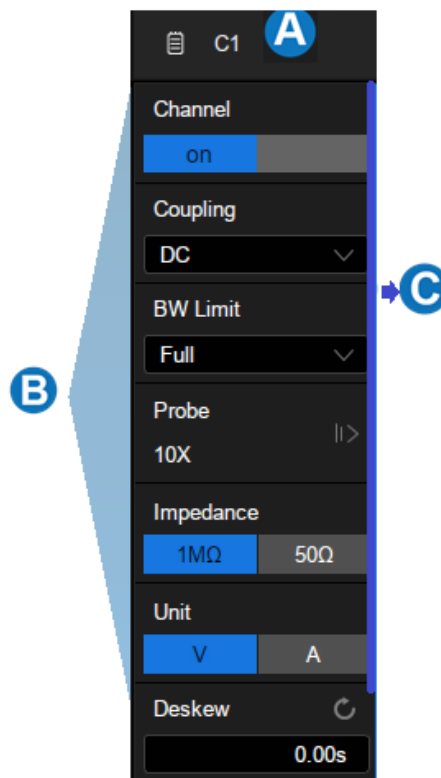 C1 A
Channel
on
Coupling
DC
C
BW Limit
Full
B
Probe
10X
Impedance
1MΩ 50Ω
Unit
V A
Deskew
0.00s